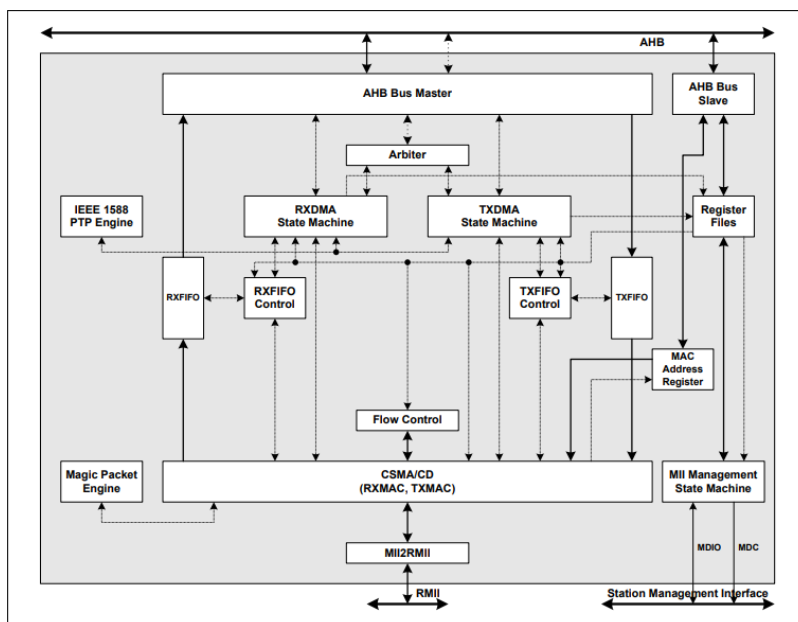 AHB
AHB Bus Master
AHB Bus
Slave
Arbiter
IEEE 1588
PTP Engine
RXDMA
State Machine
TXDMA
State Machine
Register
Files
RXFIFO
RXFIFO
Control
TXFIFO
Control
TXFIFO
MAC
Address
Register
Flow Control
Magic Packet
Engine
CSMA/CD
(RXMAC, TXMAC)
MII Management
State Machine
MII2RMII
MDIO
MDC
RMII
Station Management Interface